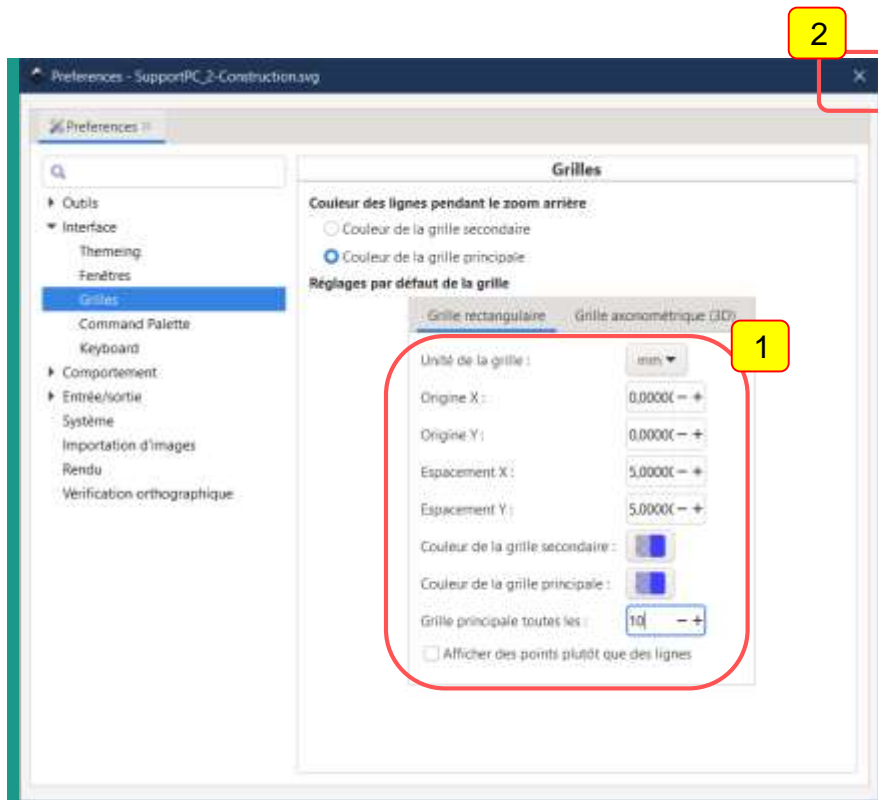 2
Preferences - SupportPC_2-Construction.svg
Preferences
Grilles
Outils
Interface
Themeing
Fenêtres
Grilles
Command Palette
Keyboard
Comportement
Entrée/sortie
Système
Importation d'images
Rendu
Vérification orthographique
Couleur des lignes pendant le zoom arrière
Couleur de la grille secondaire
Couleur de la grille principale
Réglages par défaut de la grille
Grille rectangulaire Grille axonométrique (3D)
1
Unité de la grille : mm
Origine X : 0,00000 - +
Origine Y : 0,00000 - +
Espacement X : 5,00000 - +
Espacement Y : 5,00000 - +
Couleur de la grille secondaire :
Couleur de la grille principale :
Grille principale toutes les : 10 - +
Afficher des points plutôt que des lignes